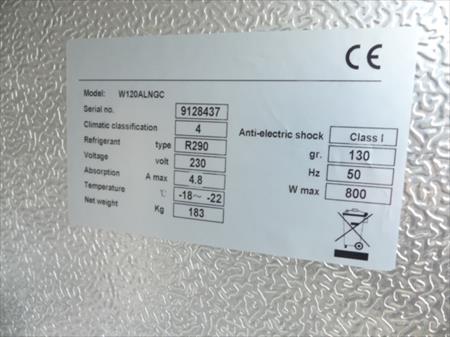 CE
Model: W120ALNGC
Serial no. 9128437
Climatic classification 4 Anti-electric shock Class I
Refrigerant type R290 gr. 130
Voltage volt 230 Hz 50
Absorption A max 4.8 W max 800
Temperature ℃ -18~ -22
Net weight Kg 183